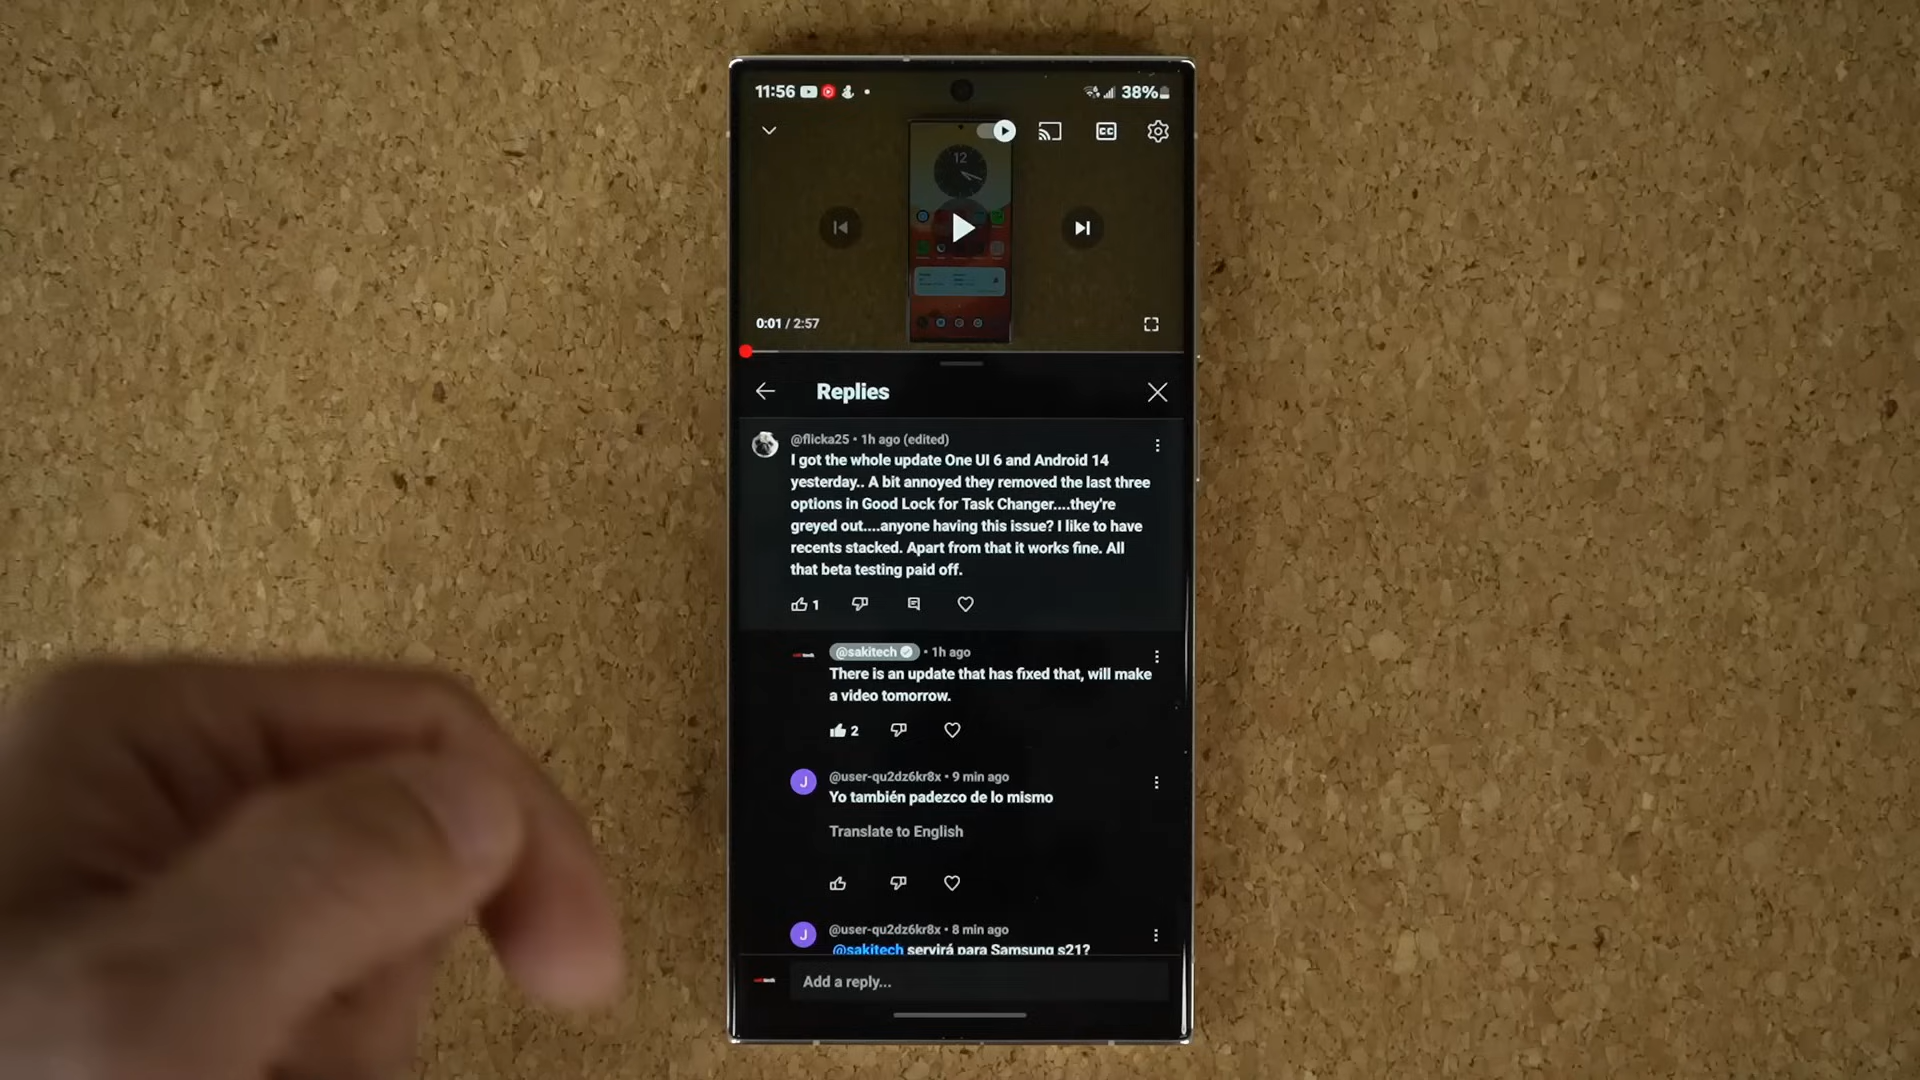 11:56
38%
12
CC
0:01 / 2:57
Replies
@flicka25 • 1h ago (edited)
I got the whole update One UI 6 and Android 14
yesterday.. A bit annoyed they removed the last three
options in Good Lock for Task Changer....they're
greyed out....anyone having this issue? I like to have
recents stacked. Apart from that it works fine. All
that beta testing paid off.
1
@sakitech • 1h ago
There is an update that has fixed that, will make
a video tomorrow.
2
J
@user-qu2dz6kr8x • 9 min ago
Yo también padezco de lo mismo
Translate to English
J
@user-qu2dz6kr8x • 8 min ago
@sakitech servirá para Samsung s21?
Add a reply...